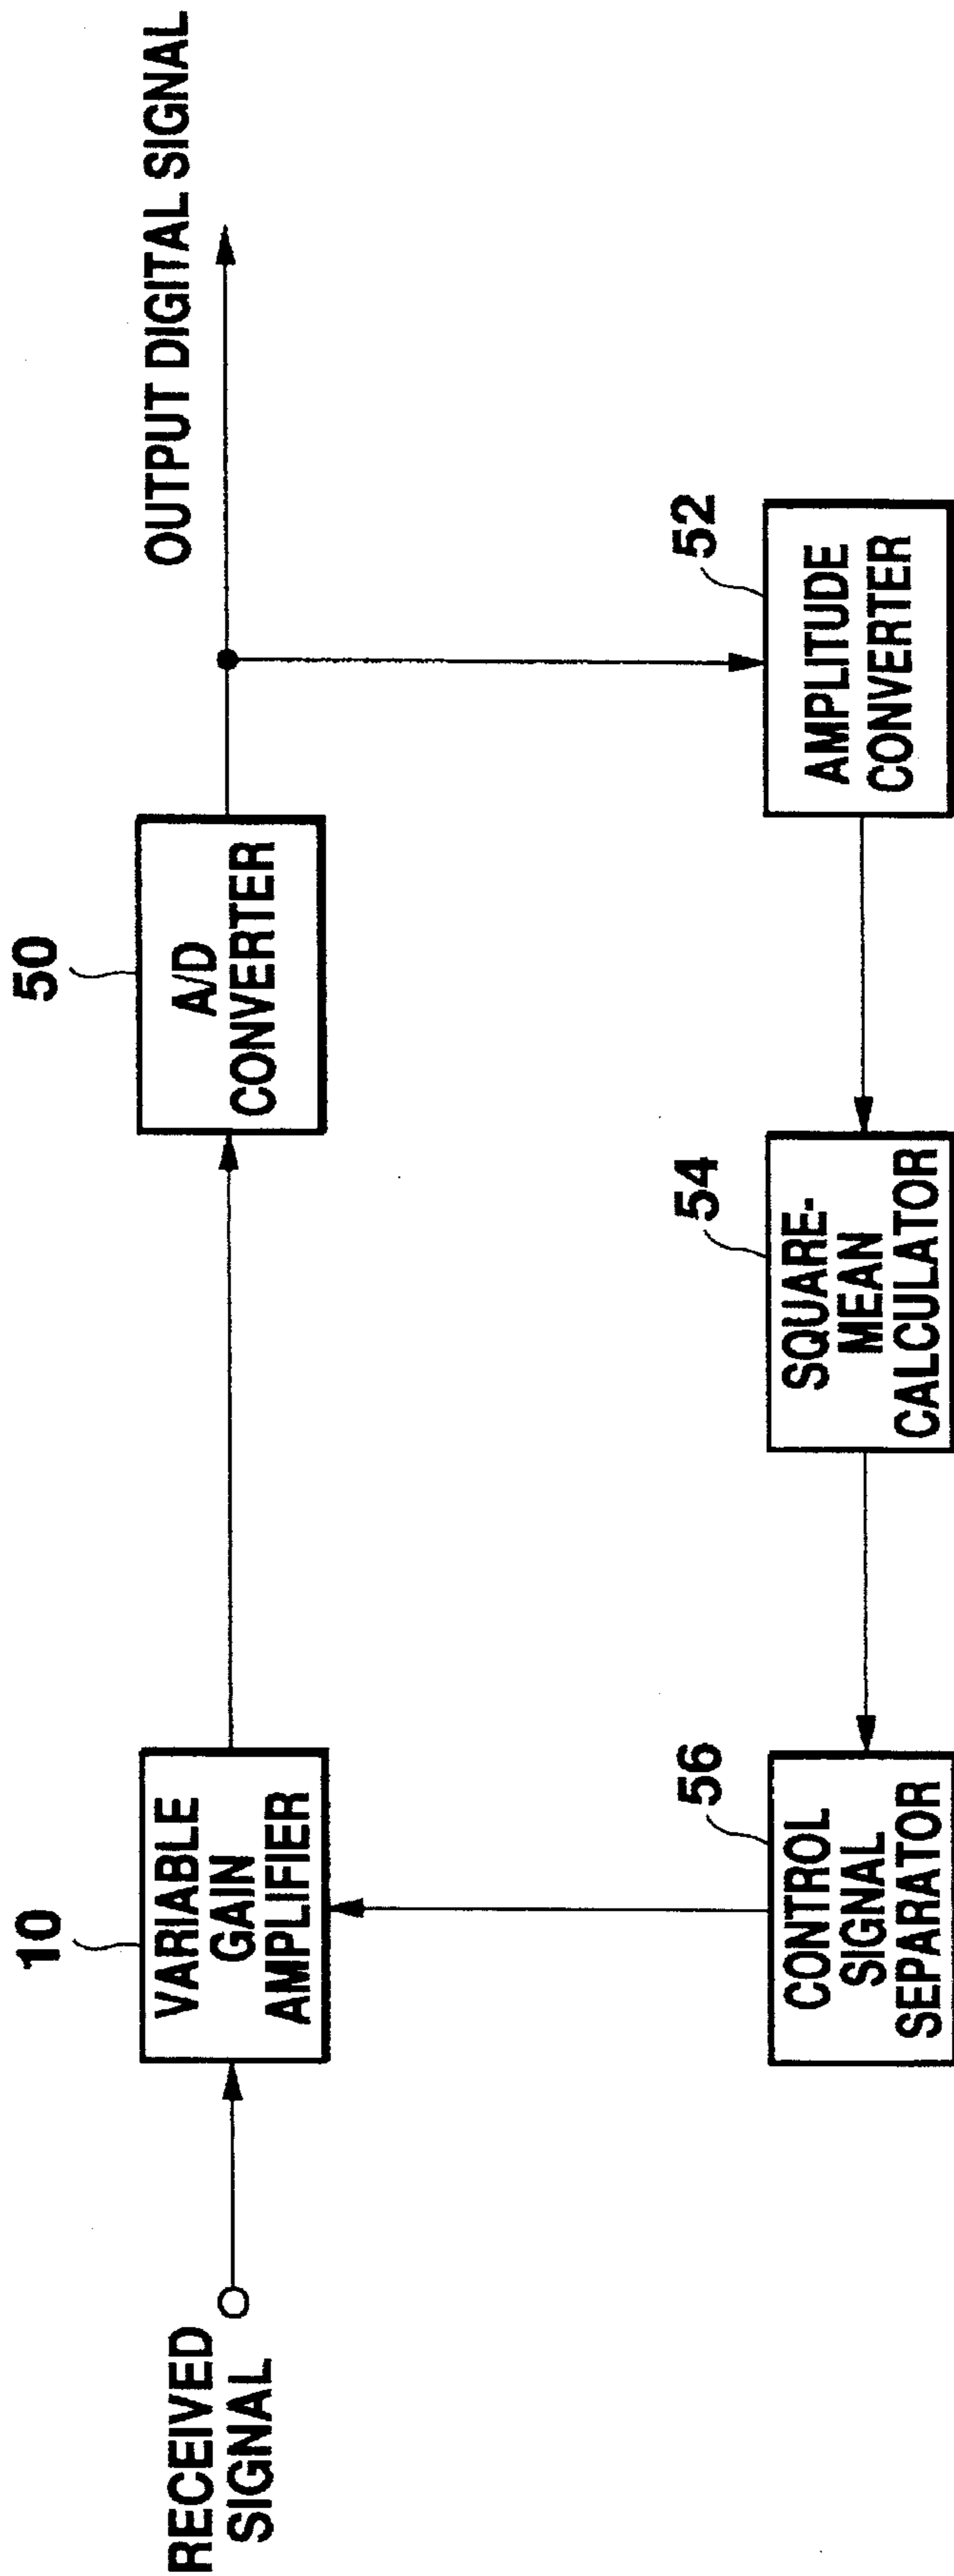 RECEIVED
SIGNAL
10
VARIABLE
GAIN
AMPLIFIER
50
A/D
CONVERTER
OUTPUT DIGITAL SIGNAL
56
CONTROL
SIGNAL
SEPARATOR
54
SQUARE-
MEAN
CALCULATOR
52
AMPLITUDE
CONVERTER